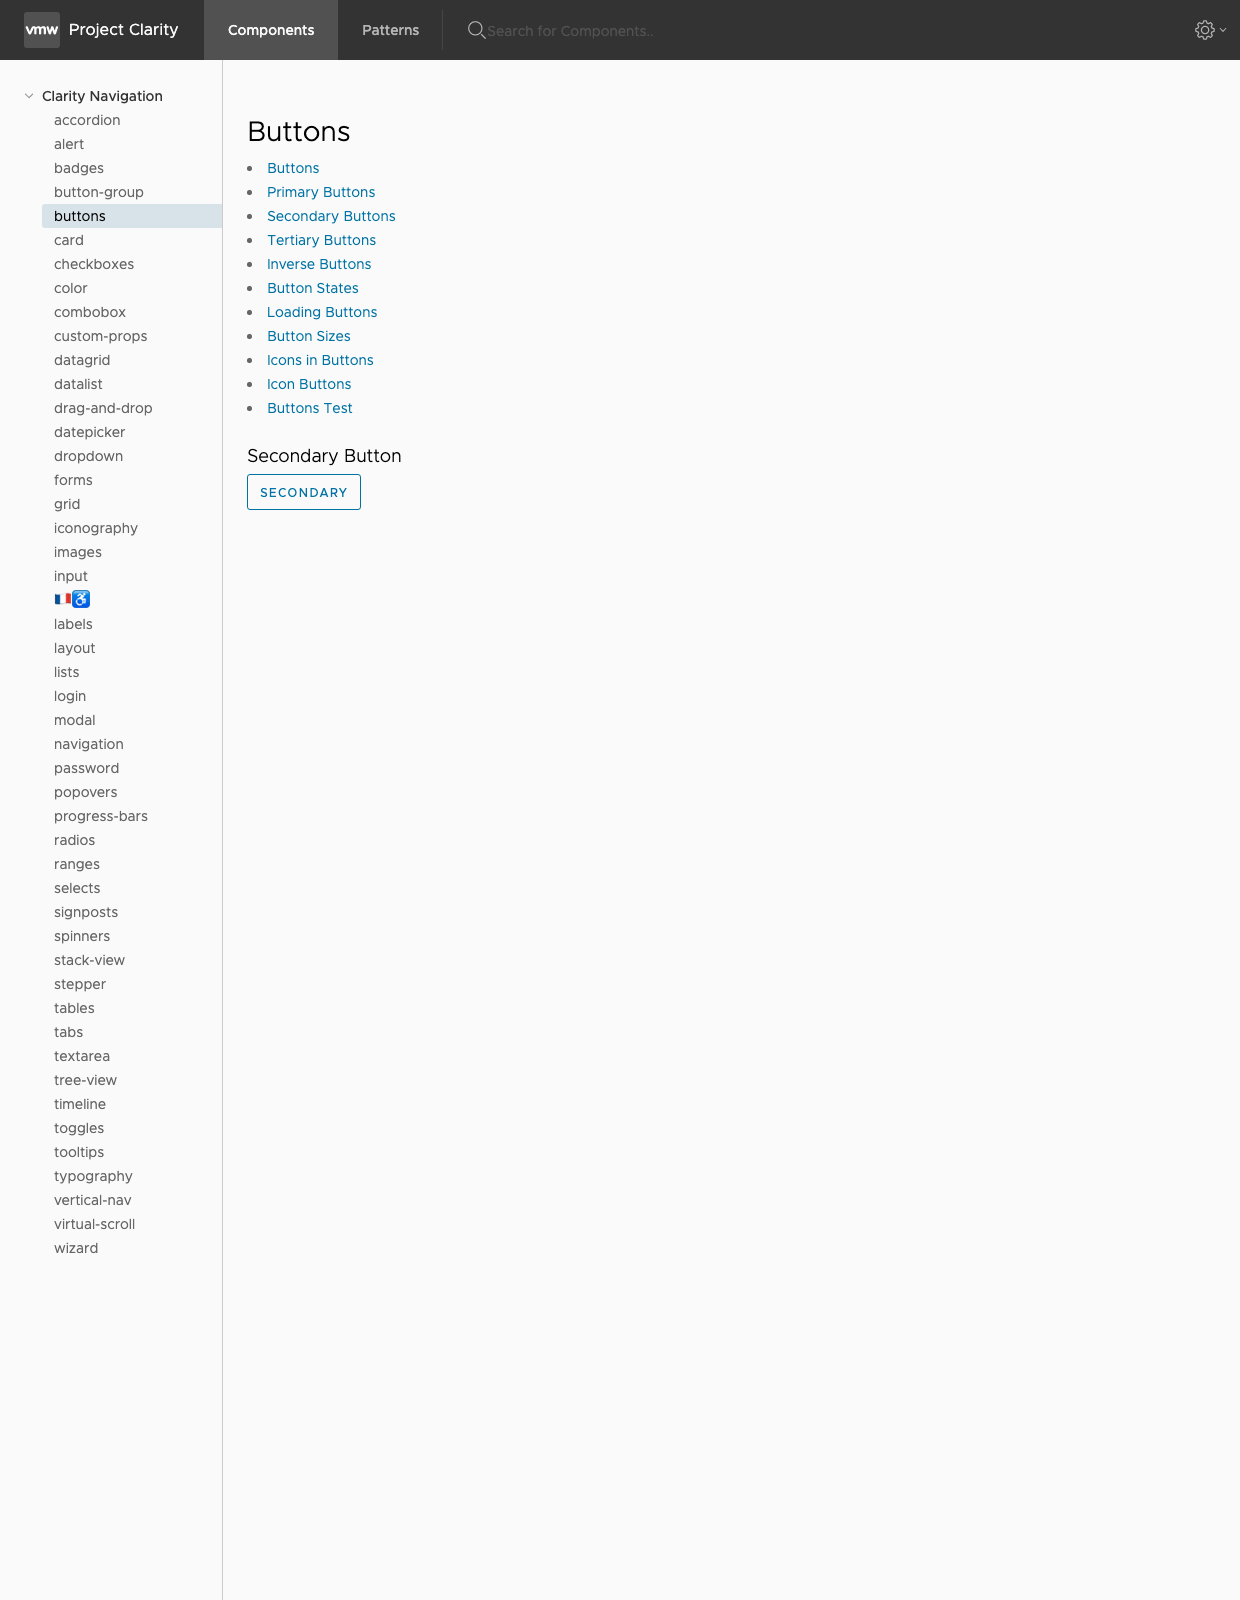 vmw Project Clarity Components Patterns Search for Components..
Clarity Navigation
accordion
alert
badges
button-group
buttons
card
checkboxes
color
combobox
custom-props
datagrid
datalist
drag-and-drop
datepicker
dropdown
forms
grid
iconography
images
input
🇫🇷♿
labels
layout
lists
login
modal
navigation
password
popovers
progress-bars
radios
ranges
selects
signposts
spinners
stack-view
stepper
tables
tabs
textarea
tree-view
timeline
toggles
tooltips
typography
vertical-nav
virtual-scroll
wizard
Buttons
Buttons
Primary Buttons
Secondary Buttons
Tertiary Buttons
Inverse Buttons
Button States
Loading Buttons
Button Sizes
Icons in Buttons
Icon Buttons
Buttons Test
Secondary Button
SECONDARY